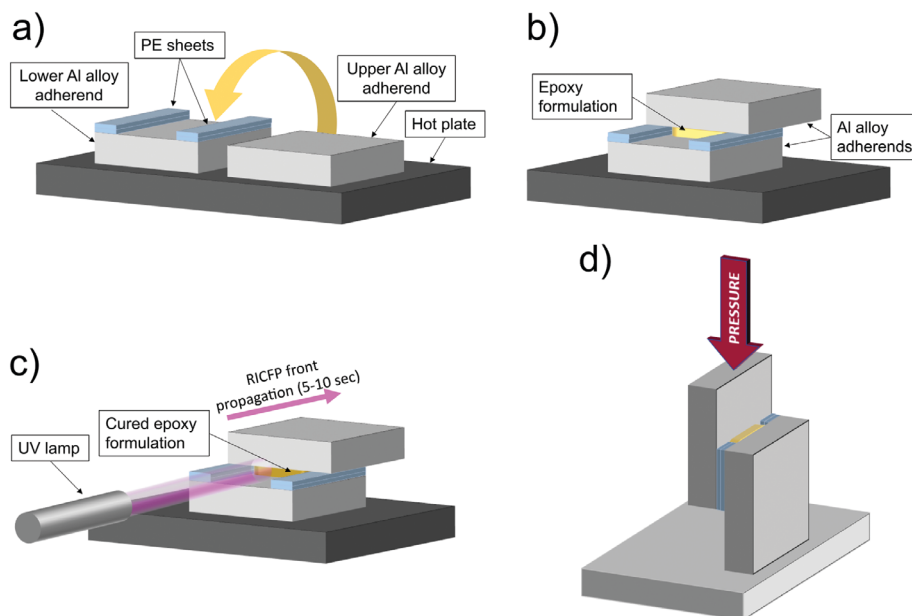 a)
PE sheets
Lower Al alloy
adherend
Upper Al alloy
adherend
Hot plate
b)
Epoxy
formulation
Al alloy
adherends
c)
RICFP front
propagation (5-10 sec)
Cured epoxy
formulation
UV lamp
d)
PRESSURE